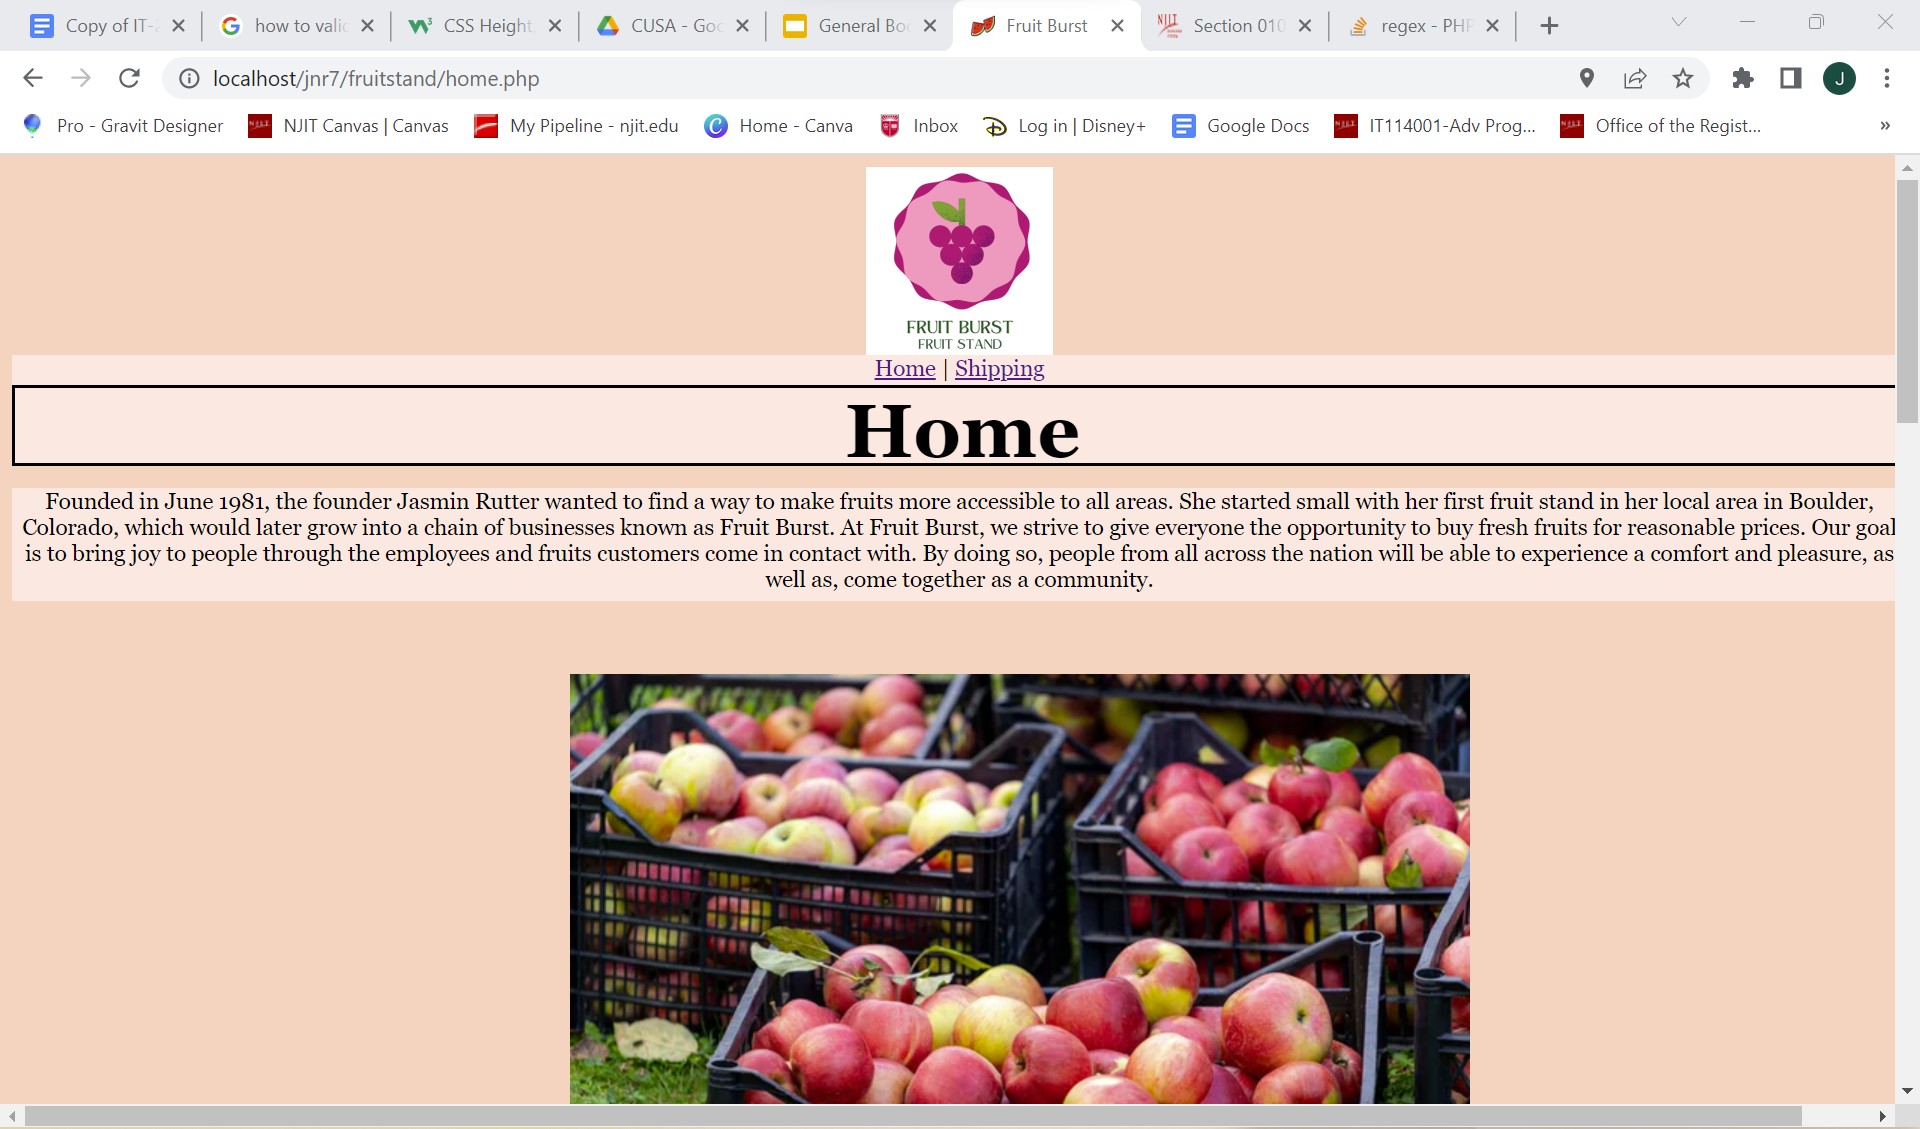 Copy of IT-
how to vali
CSS Height
CUSA - Goo
General Bo
Fruit Burst
Section 010
regex - PHP
localhost/jnr7/fruitstand/home.php
J
Pro - Gravit Designer
NJIT Canvas | Canvas
My Pipeline - njit.edu
Home - Canva
Inbox
Log in | Disney+
Google Docs
IT114001-Adv Prog...
Office of the Regist...
»
FRUIT BURST
FRUIT STAND
Home | Shipping
Home
Founded in June 1981, the founder Jasmin Rutter wanted to find a way to make fruits more accessible to all areas. She started small with her first fruit stand in her local area in Boulder,
Colorado, which would later grow into a chain of businesses known as Fruit Burst. At Fruit Burst, we strive to give everyone the opportunity to buy fresh fruits for reasonable prices. Our goal
is to bring joy to people through the employees and fruits customers come in contact with. By doing so, people from all across the nation will be able to experience a comfort and pleasure, as
well as, come together as a community.